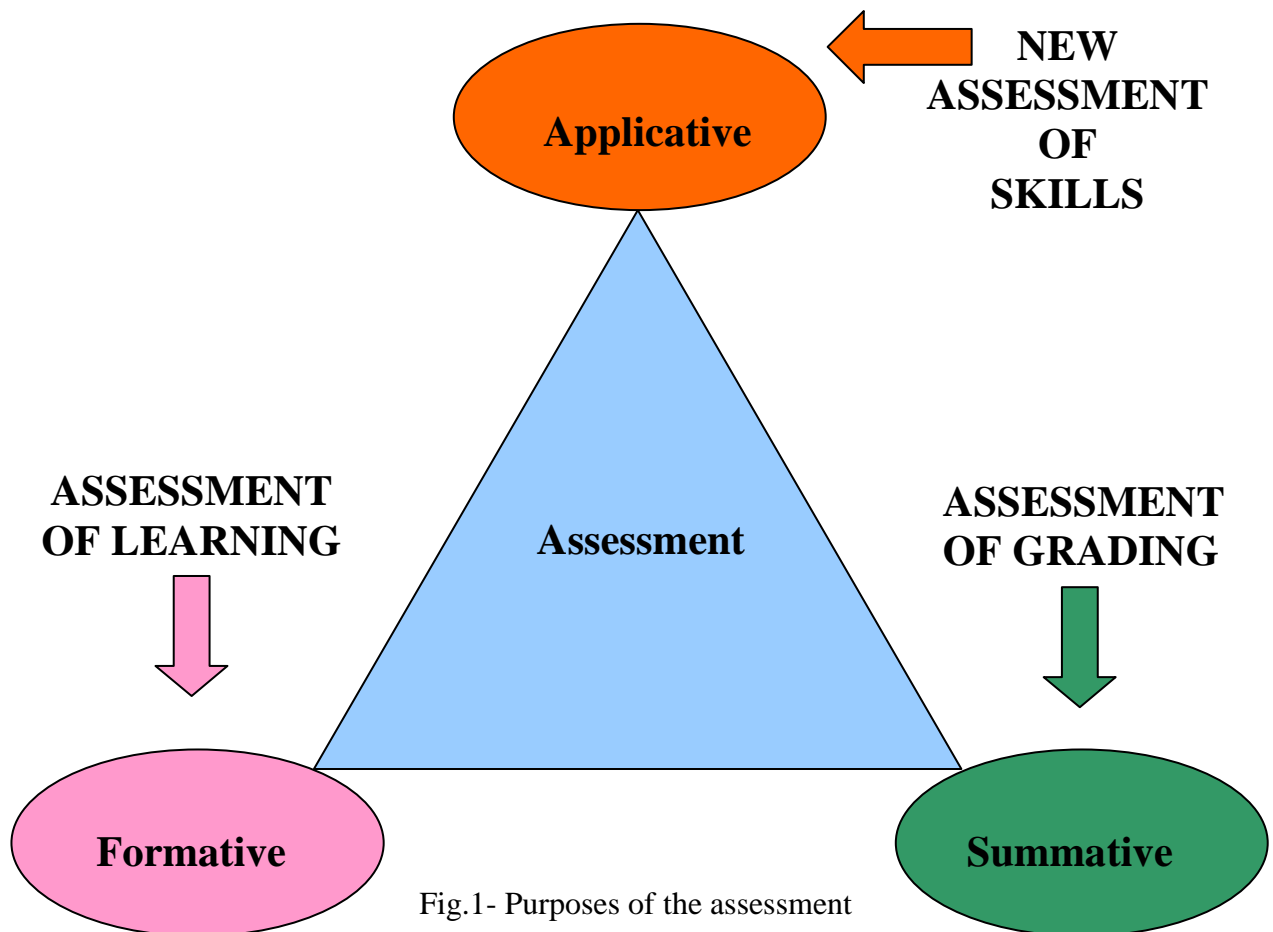 Applicative
NEW
ASSESSMENT
OF
SKILLS
ASSESSMENT
OF LEARNING
Assessment
ASSESSMENT
OF GRADING
Formative
Summative
Fig.1- Purposes of the assessment